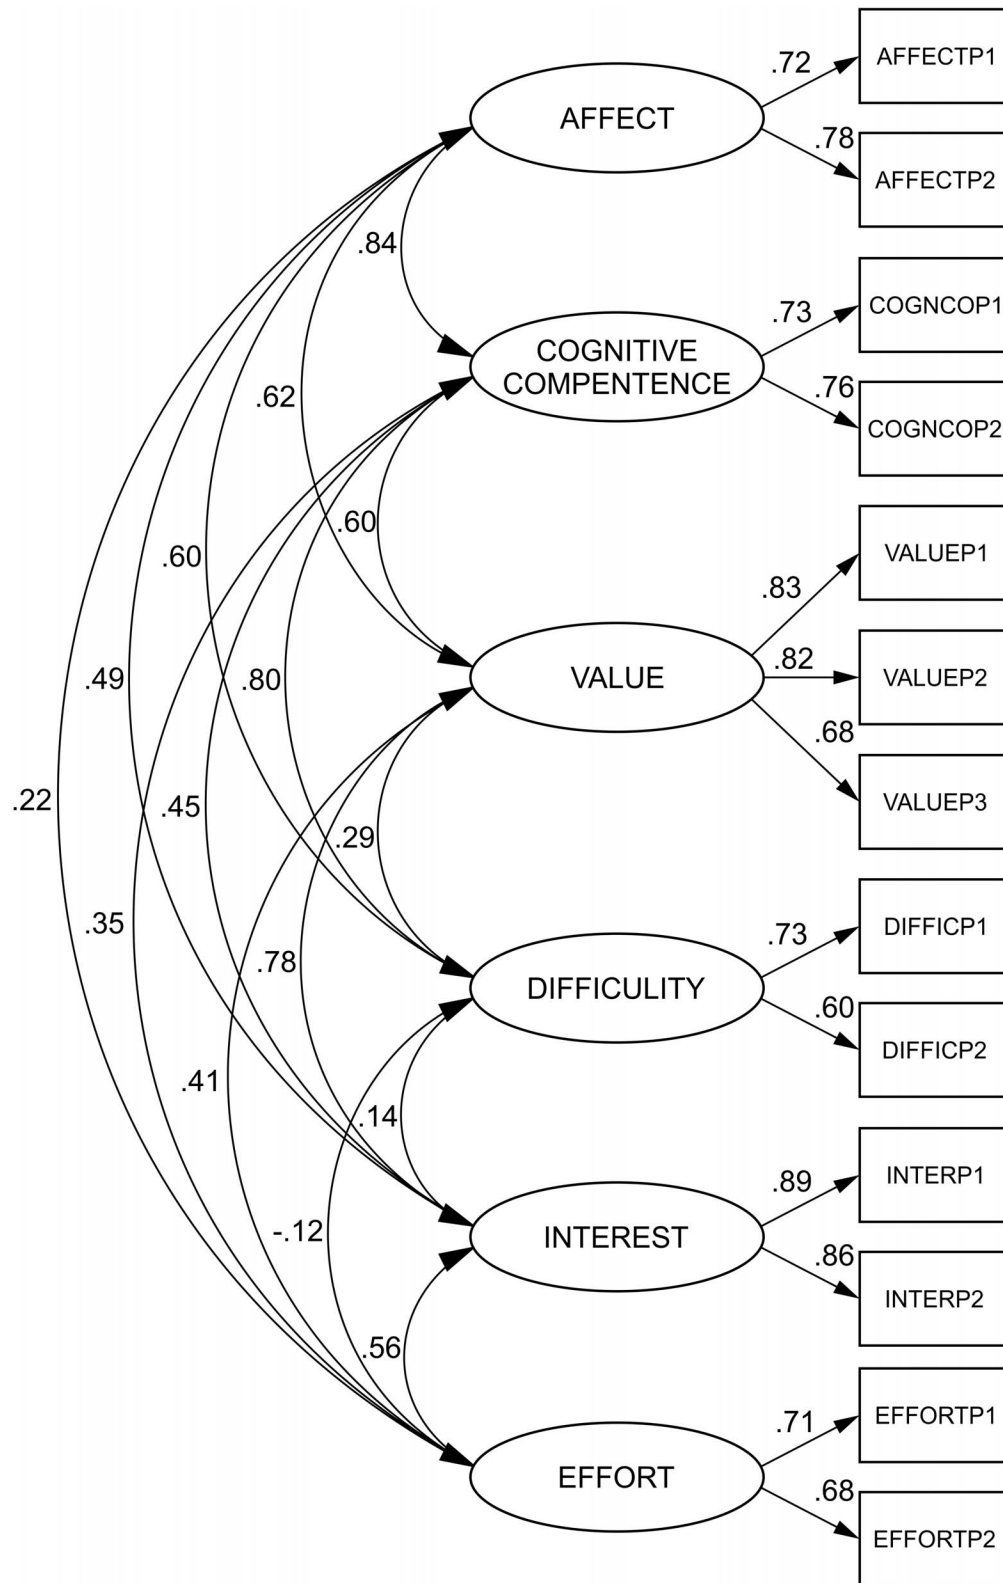 .72
AFFECTP1
AFFECT
.78
AFFECTP2
.84
.73
COGNCOP1
COGNITIVE
COMPENTENCE
.76
COGNCOP2
.62
.60
VALUEP1
.83
.60
.49
.80
VALUE
.82
VALUEP2
.68
VALUEP3
.22
.45
.29
.35
.78
.73
DIFFICP1
DIFFICULITY
.60
DIFFICP2
.41
.14
.89
INTERP1
-.12
INTEREST
.86
INTERP2
.56
.71
EFFORTP1
EFFORT
.68
EFFORTP2